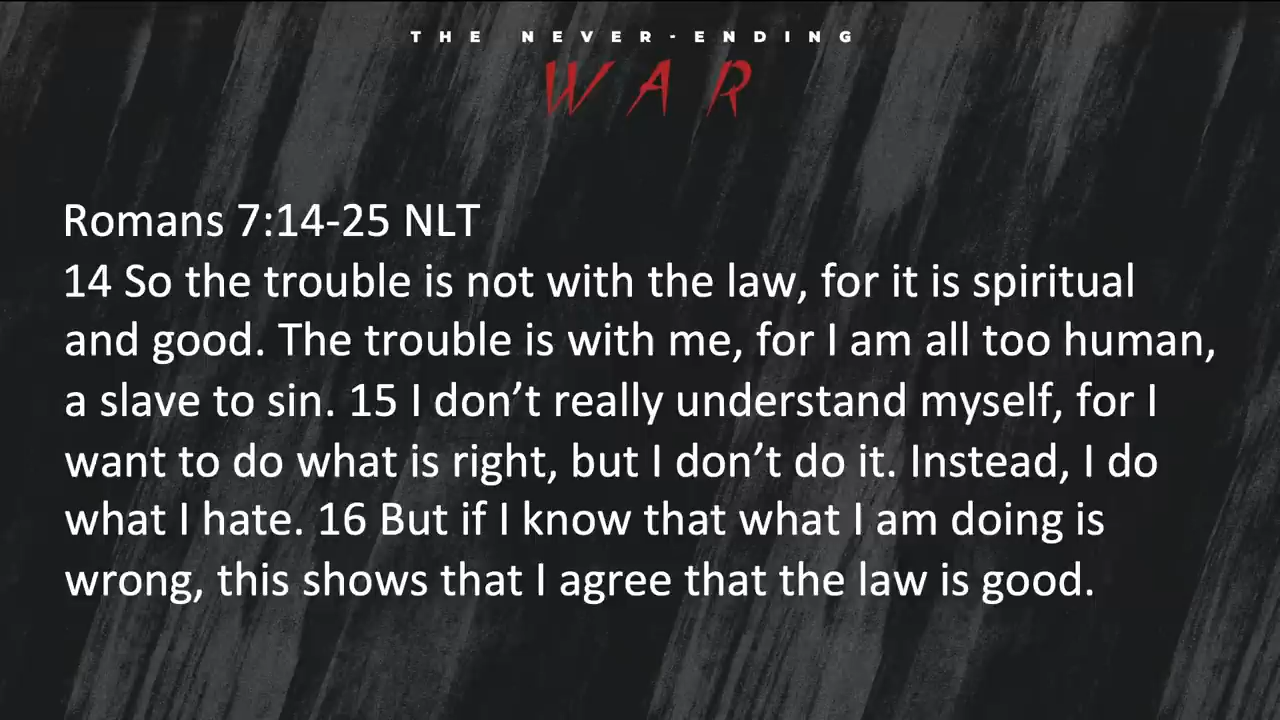 THE NEVER-ENDING
WAR
Romans 7:14-25 NLT
14 So the trouble is not with the law, for it is spiritual
and good. The trouble is with me, for I am all too human,
a slave to sin. 15 I don’t really understand myself, for I
want to do what is right, but I don’t do it. Instead, I do
what I hate. 16 But if I know that what I am doing is
wrong, this shows that I agree that the law is good.